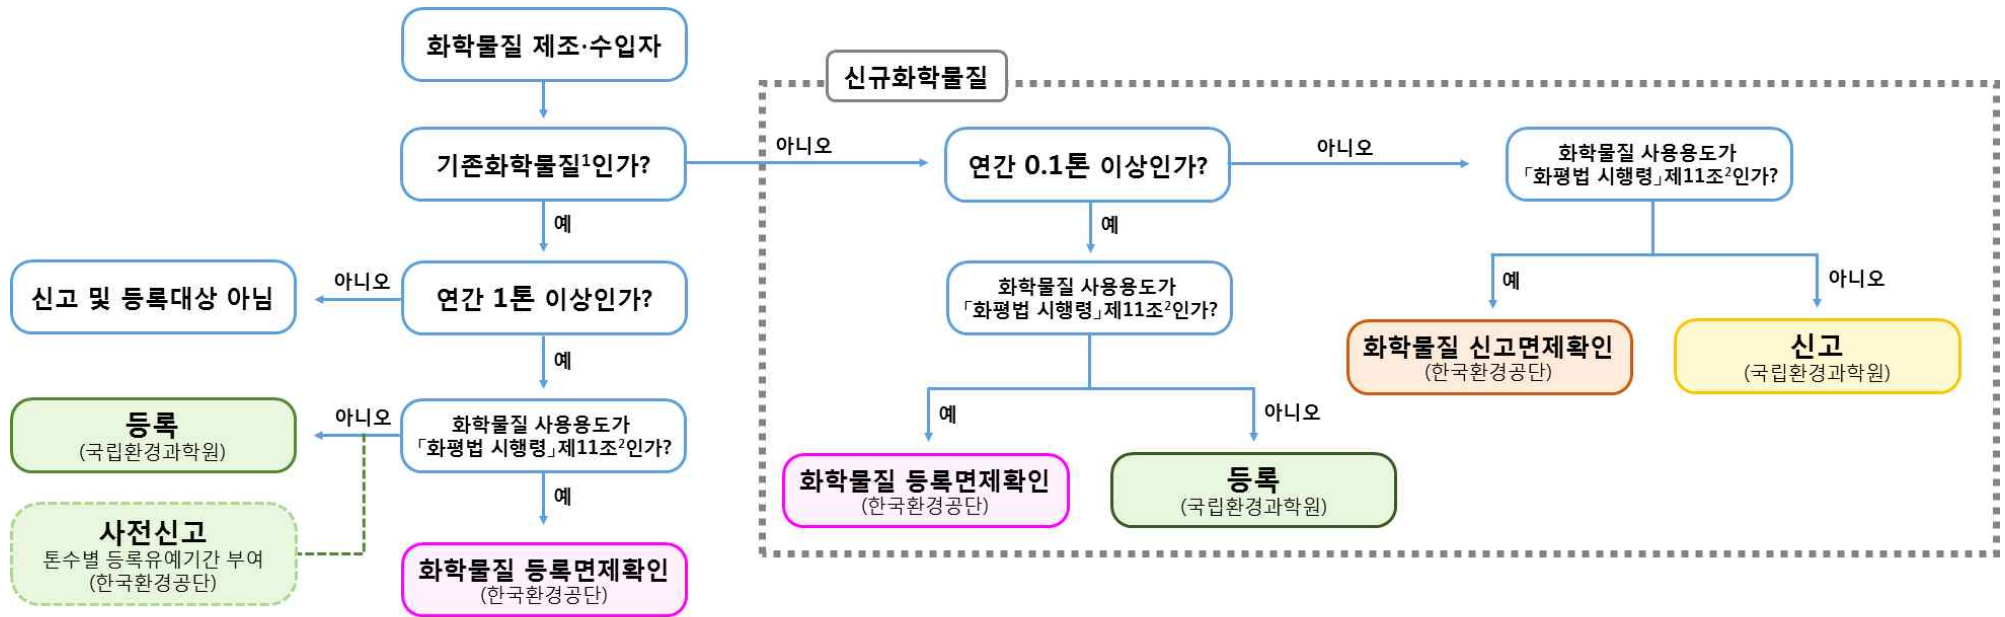 화학물질 제조·수입자
기존화학물질¹인가?
예
연간 1톤 이상인가?
아니오
신고 및 등록대상 아님
예
화학물질 사용용도가
「화평법 시행령」제11조²인가?
아니오
등록
(국립환경과학원)
사전신고
톤수별 등록유예기간 부여
(한국환경공단)
예
화학물질 등록면제확인
(한국환경공단)
신규화학물질
아니오
연간 0.1톤 이상인가?
예
화학물질 사용용도가
「화평법 시행령」제11조²인가?
예
화학물질 등록면제확인
(한국환경공단)
아니오
등록
(국립환경과학원)
아니오
화학물질 사용용도가
「화평법 시행령」제11조²인가?
예
화학물질 신고면제확인
(한국환경공단)
아니오
신고
(국립환경과학원)